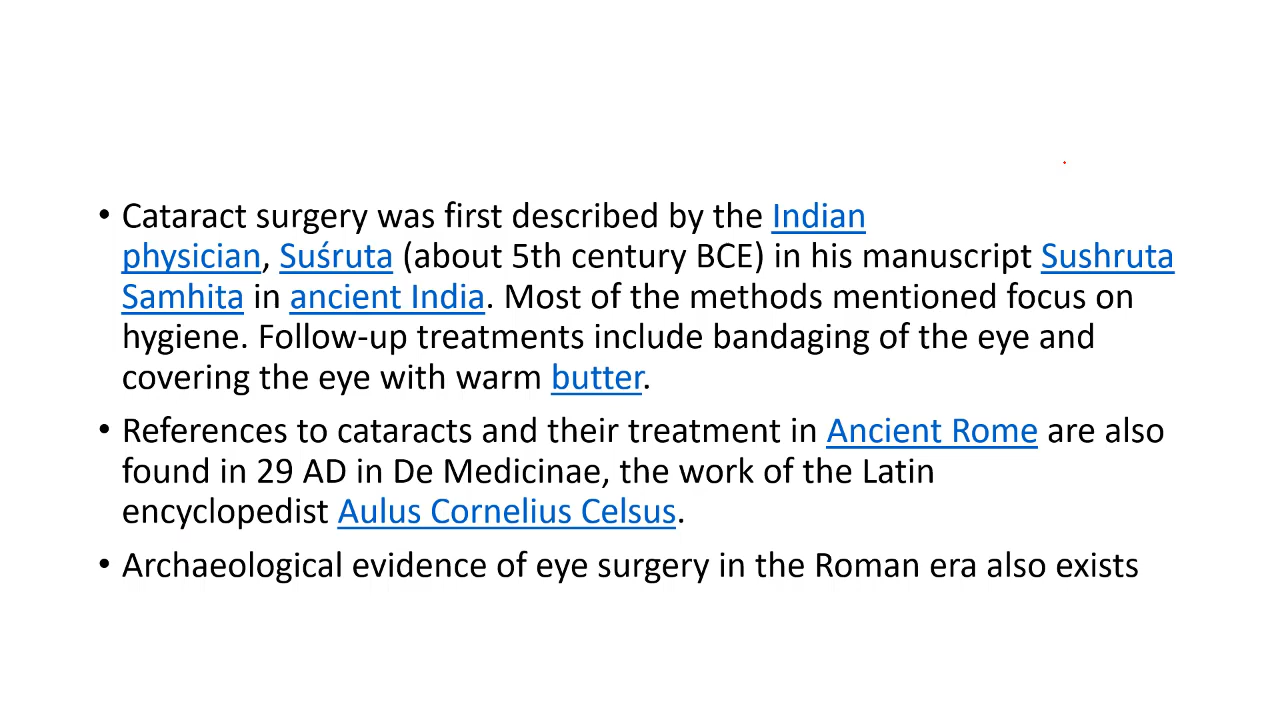 • Cataract surgery was first described by the Indian
physician, Suśruta (about 5th century BCE) in his manuscript Sushruta
Samhita in ancient India. Most of the methods mentioned focus on
hygiene. Follow-up treatments include bandaging of the eye and
covering the eye with warm butter.
• References to cataracts and their treatment in Ancient Rome are also
found in 29 AD in De Medicinae, the work of the Latin
encyclopedist Aulus Cornelius Celsus.
• Archaeological evidence of eye surgery in the Roman era also exists